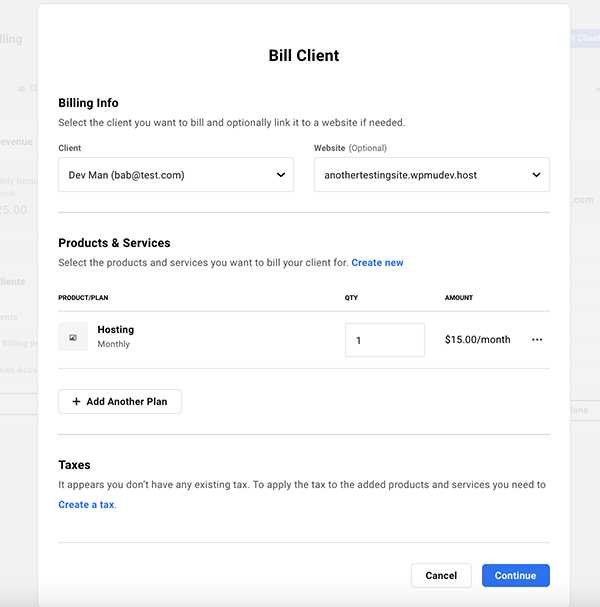 Bill Client
Billing Info
Select the client you want to bill and optionally link it to a website if needed.
Client
Website (Optional)
Dev Man (bab@test.com)
anothertestingsite.wpmudev.host
Products & Services
Select the products and services you want to bill your client for. Create new
PRODUCT/PLAN QTY AMOUNT
Hosting
Monthly
1
$15.00/month
+ Add Another Plan
Taxes
It appears you don’t have any existing tax. To apply the tax to the added products and services you need to
Create a tax.
Cancel
Continue